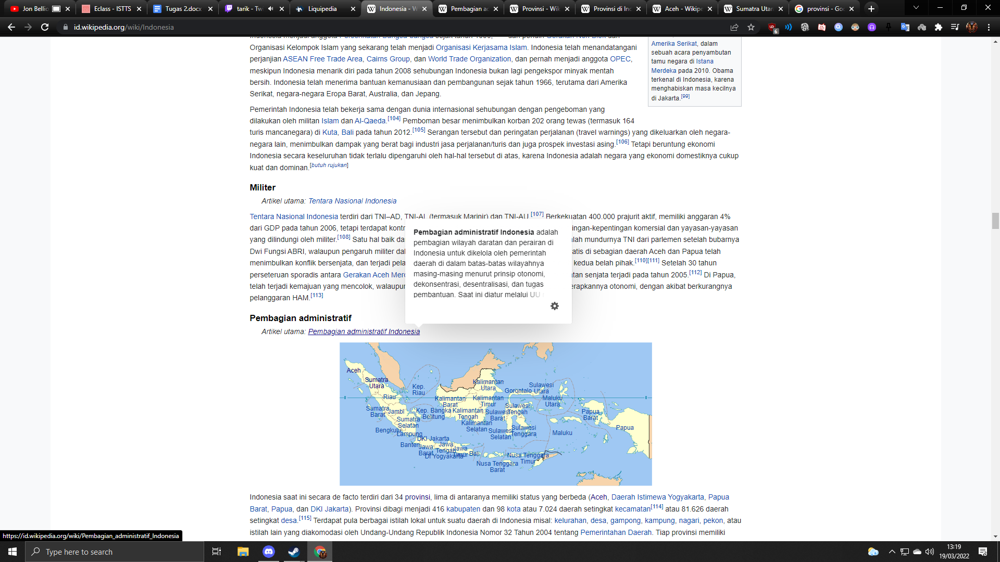 Jon Bellio
Eclass - ISTTS
Tugas 2.docx
tarik - Tw
Liquipedia
Indonesia - W
Pembagian ad
Provinsi - Wik
Provinsi di Inc
Aceh - Wikipe
Sumatra Utar
provinsi - Goo
id.wikipedia.org/wiki/Indonesia
6
Organisasi Kelompok Islam yang sekarang telah menjadi Organisasi Kerjasama Islam. Indonesia telah menandatangani
perjanjian ASEAN Free Trade Area, Cairns Group, dan World Trade Organization, dan pernah menjadi anggota OPEC,
meskipun Indonesia menarik diri pada tahun 2008 sehubungan Indonesia bukan lagi pengekspor minyak mentah
bersih. Indonesia telah menerima bantuan kemanusiaan dan pembangunan sejak tahun 1966, terutama dari Amerika
Serikat, negara-negara Eropa Barat, Australia, dan Jepang.
Amerika Serikat, dalam
sebuah acara penyambutan
tamu negara di Istana
Merdeka pada 2010. Obama
terkenal di Indonesia, karena
menghabiskan masa kecilnya
di Jakarta.[99]
Pemerintah Indonesia telah bekerja sama dengan dunia internasional sehubungan dengan pengeboman yang
dilakukan oleh militan Islam dan Al-Qaeda.[104] Pemboman besar menimbulkan korban 202 orang tewas (termasuk 164
turis mancanegara) di Kuta, Bali pada tahun 2012.[105] Serangan tersebut dan peringatan perjalanan (travel warnings) yang dikeluarkan oleh negara-
negara lain, menimbulkan dampak yang berat bagi industri jasa perjalanan/turis dan juga prospek investasi asing.[106] Tetapi beruntung ekonomi
Indonesia secara keseluruhan tidak terlalu dipengaruhi oleh hal-hal tersebut di atas, karena Indonesia adalah negara yang ekonomi domestiknya cukup
kuat dan dominan.[butuh rujukan]
Militer
Artikel utama: Tentara Nasional Indonesia
Tentara Nasional Indonesia terdiri dari TNI–AD, TNI-AL (termasuk Marinir) dan TNI-AU.[107] Berkekuatan 400.000 prajurit aktif, memiliki anggaran 4%
dari GDP pada tahun 2006, tetapi terdapat kontr ingan-kepentingan komersial dan yayasan-yayasan
yang dilindungi oleh militer.[108] Satu hal baik da lah mundurnya TNI dari parlemen setelah bubarnya
Dwi Fungsi ABRI, walaupun pengaruh militer dal atis di sebagian daerah Aceh dan Papua telah
menimbulkan konflik bersenjata, dan terjadi pela kedua belah pihak.[110][111] Setelah 30 tahun
perseteruan sporadis antara Gerakan Aceh Merd tan senjata terjadi pada tahun 2005.[112] Di Papua,
telah terjadi kemajuan yang mencolok, walaupun erapkannya otonomi, dengan akibat berkurangnya
pelanggaran HAM.[113]
Pembagian administratif Indonesia adalah
pembagian wilayah daratan dan perairan di
Indonesia untuk dikelola oleh pemerintah
daerah di dalam batas-batas wilayahnya
masing-masing menurut prinsip otonomi,
dekonsentrasi, desentralisasi, dan tugas
pembantuan. Saat ini diatur melalui UU
Pembagian administratif
Artikel utama: Pembagian administratif Indonesia
Aceh
Sumatra
Utara
Kep.
Riau
Riau
Kalimantan
Utara
Gorontalo
Sulawesi
Utara
Maluku
Utara
0
0
Kalimantan
Barat
Kalimantan
Timur
Sumatra
Barat
Jambi
Kep. Bangka
Belitung
Kalimantan
Tengah
Sulawesi
Barat
Sulawesi
Tengah
Papua
Barat
Sumatra
Selatan
Kalimantan
Selatan
Sulawesi
Selatan
Sulawesi
Tenggara
Maluku
Papua
Bengkulu
Lampung
DKI Jakarta
Banten
Jawa
Barat
Jawa
Tengah
Jawa
Timur
DI Yogyakarta
Bali
Nusa Tenggara
Barat
Nusa Tenggara
Timur
Indonesia saat ini secara de facto terdiri dari 34 provinsi, lima di antaranya memiliki status yang berbeda (Aceh, Daerah Istimewa Yogyakarta, Papua
Barat, Papua, dan DKI Jakarta). Provinsi dibagi menjadi 416 kabupaten dan 98 kota atau 7.024 daerah setingkat kecamatan[114] atau 81.626 daerah
setingkat desa.[115] Terdapat pula berbagai istilah lokal untuk suatu daerah di Indonesia misal: kelurahan, desa, gampong, kampung, nagari, pekon, atau
istilah lain yang diakomodasi oleh Undang-Undang Republik Indonesia Nomor 32 Tahun 2004 tentang Pemerintahan Daerah. Tiap provinsi memiliki
https://id.wikipedia.org/wiki/Pembagian_administratif_Indonesia
Type here to search
13:19
19/03/2022